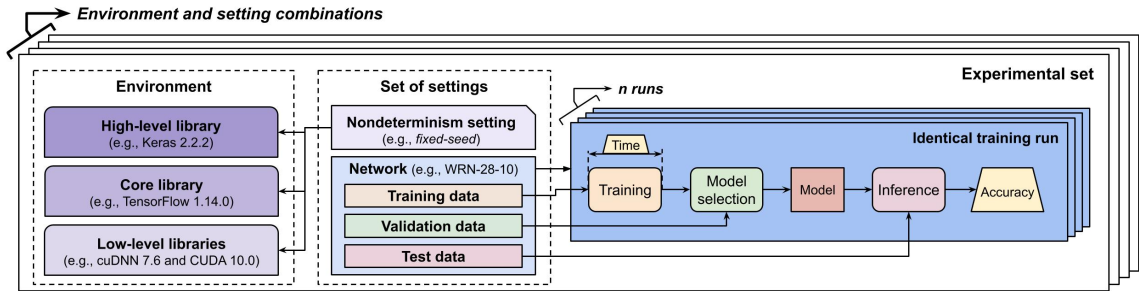 Environment and setting combinations
Experimental set
Environment
High-level library
(e.g., Keras 2.2.2)
Core library
(e.g., TensorFlow 1.14.0)
Low-level libraries
(e.g., cuDNN 7.6 and CUDA 10.0)
Set of settings
Nondeterminism setting
(e.g., fixed-seed)
Network (e.g., WRN-28-10)
Training data
Validation data
Test data
n runs
Identical training run
Time
Training
Model
selection
Model
Inference
Accuracy